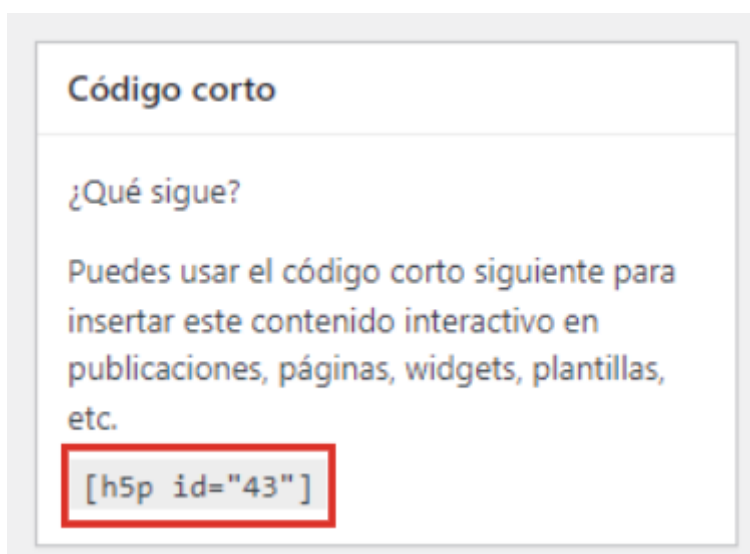 Código corto
¿Qué sigue?
Puedes usar el código corto siguiente para
insertar este contenido interactivo en
publicaciones, páginas, widgets, plantillas,
etc.
[h5p id="43"]